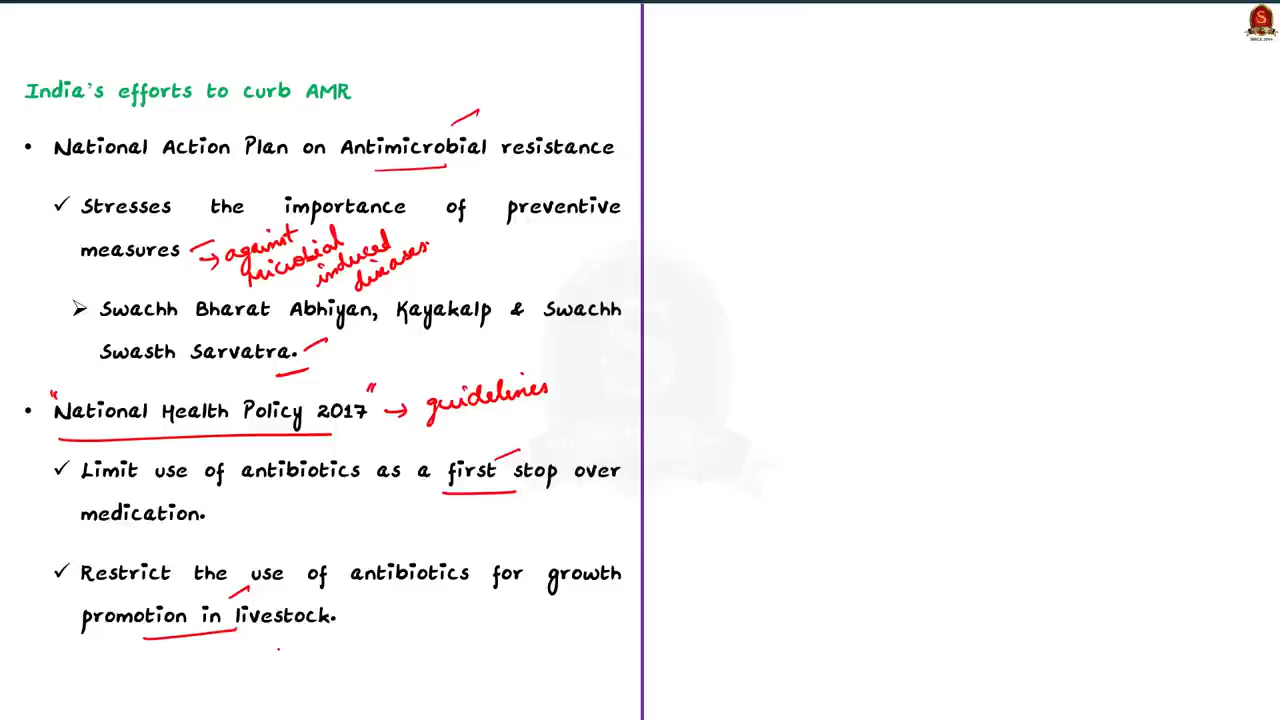 India's efforts to curb AMR
• National Action Plan on Antimicrobial resistance
✓ Stresses the importance of preventive
measures → against microbial induced diseases.
➢ Swachh Bharat Abhiyan, Kayakalp & Swachh
Swasth Sarvatra.
• "National Health Policy 2017" → guidelines
✓ Limit use of antibiotics as a first stop over
medication.
✓ Restrict the use of antibiotics for growth
promotion in livestock.